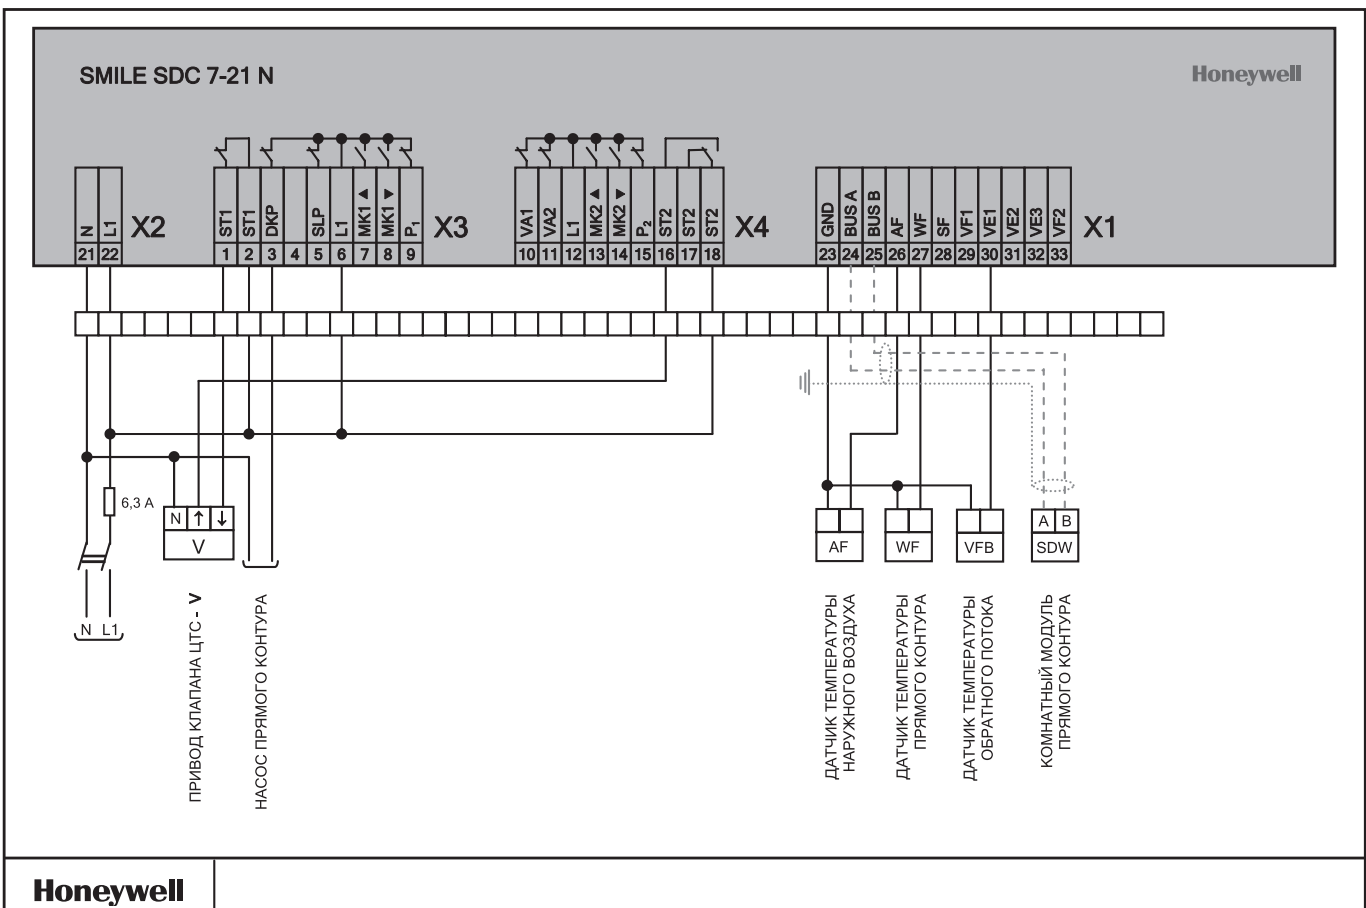 SMILE SDC 7-21 N
Honeywell
N L1
21 22
X2
ST1 ST1 DKP SLP L1 MK1 ◄ MK1 ► P₁
1 2 3 4 5 6 7 8 9
X3
VA1 VA2 L1 MK2 ◄ MK2 ► P₂ ST2 ST2 ST2
10 11 12 13 14 15 16 17 18
X4
GND BUS A BUS B AF WF SF VF1 VE1 VE2 VE3 VF2
23 24 25 26 27 28 29 30 31 32 33
X1
6,3 A
N ↑ ↓
V
AF
WF
VFB
A B
SDW
N L1
ПРИВОД КЛАПАНА ЦТС - V
НАСОС ПРЯМОГО КОНТУРА
ДАТЧИК ТЕМПЕРАТУРЫ
НАРУЖНОГО ВОЗДУХА
ДАТЧИК ТЕМПЕРАТУРЫ
ПРЯМОГО КОНТУРА
ДАТЧИК ТЕМПЕРАТУРЫ
ОБРАТНОГО ПОТОКА
КОМНАТНЫЙ МОДУЛЬ
ПРЯМОГО КОНТУРА
Honeywell